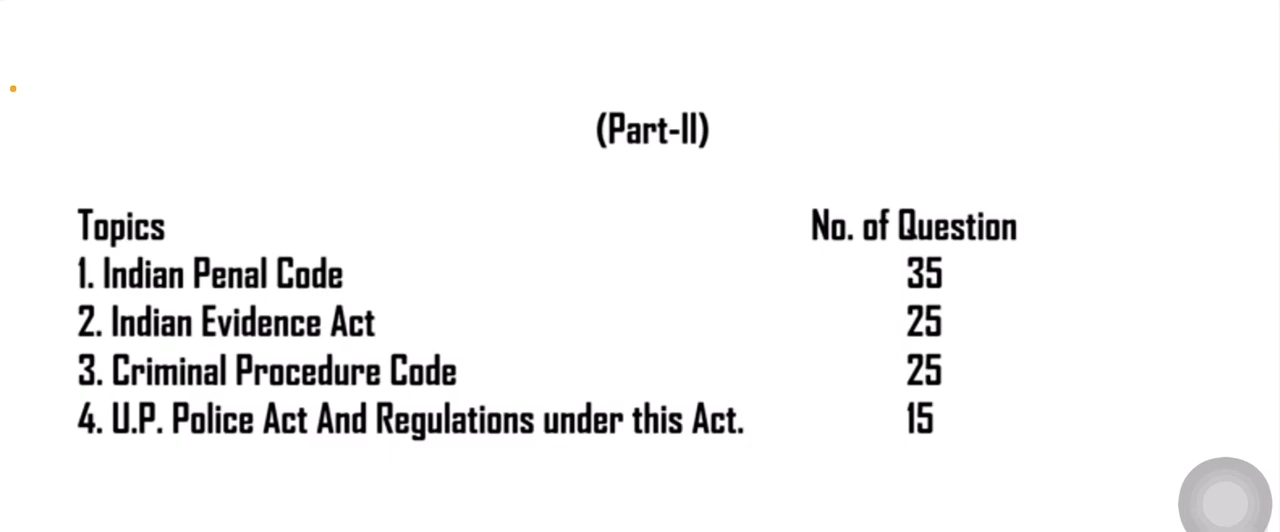 (Part-II)
Topics No. of Question
1. Indian Penal Code 35
2. Indian Evidence Act 25
3. Criminal Procedure Code 25
4. U.P. Police Act And Regulations under this Act. 15